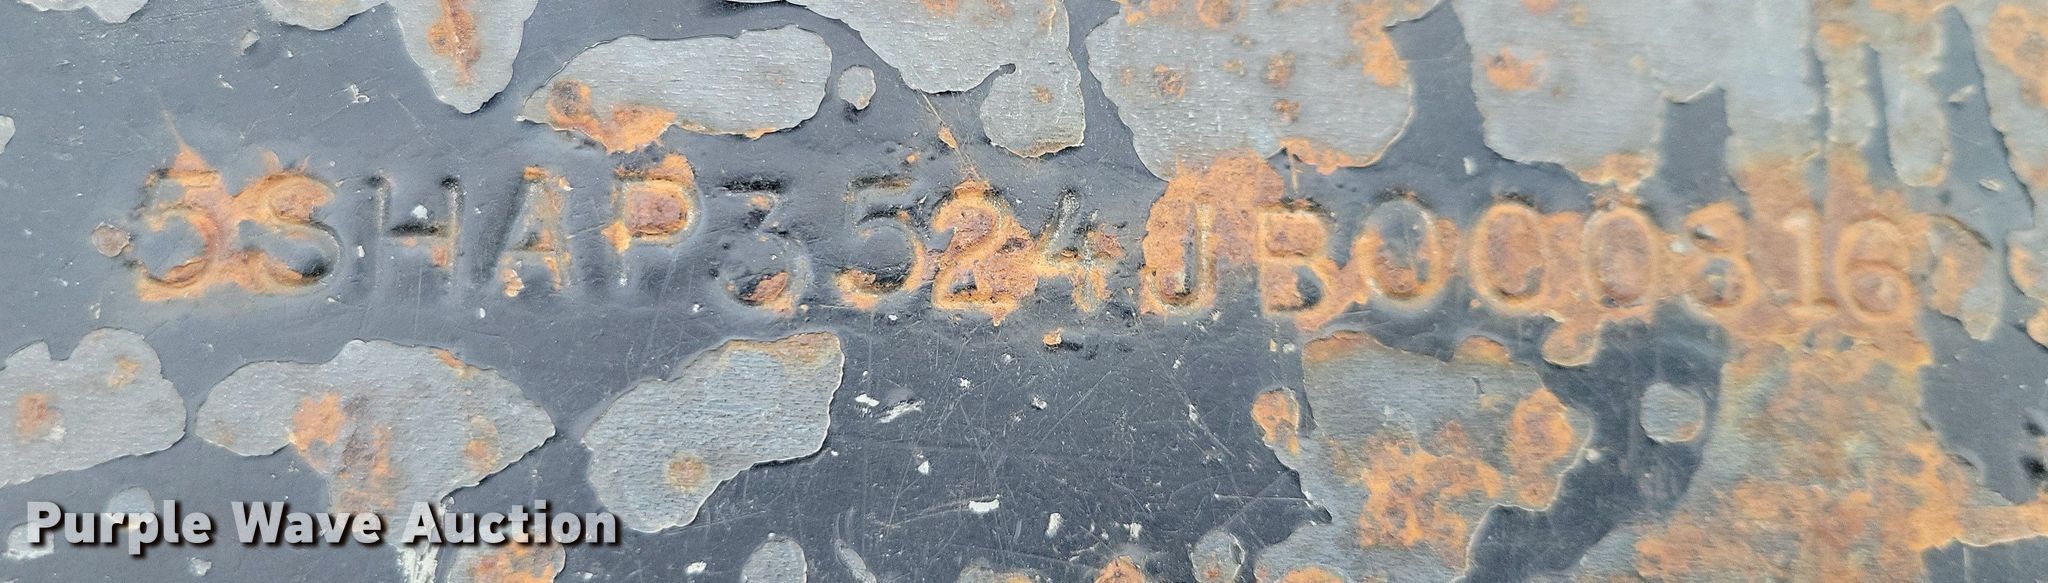 5SHAP3524JB000816
Purple Wave Auction